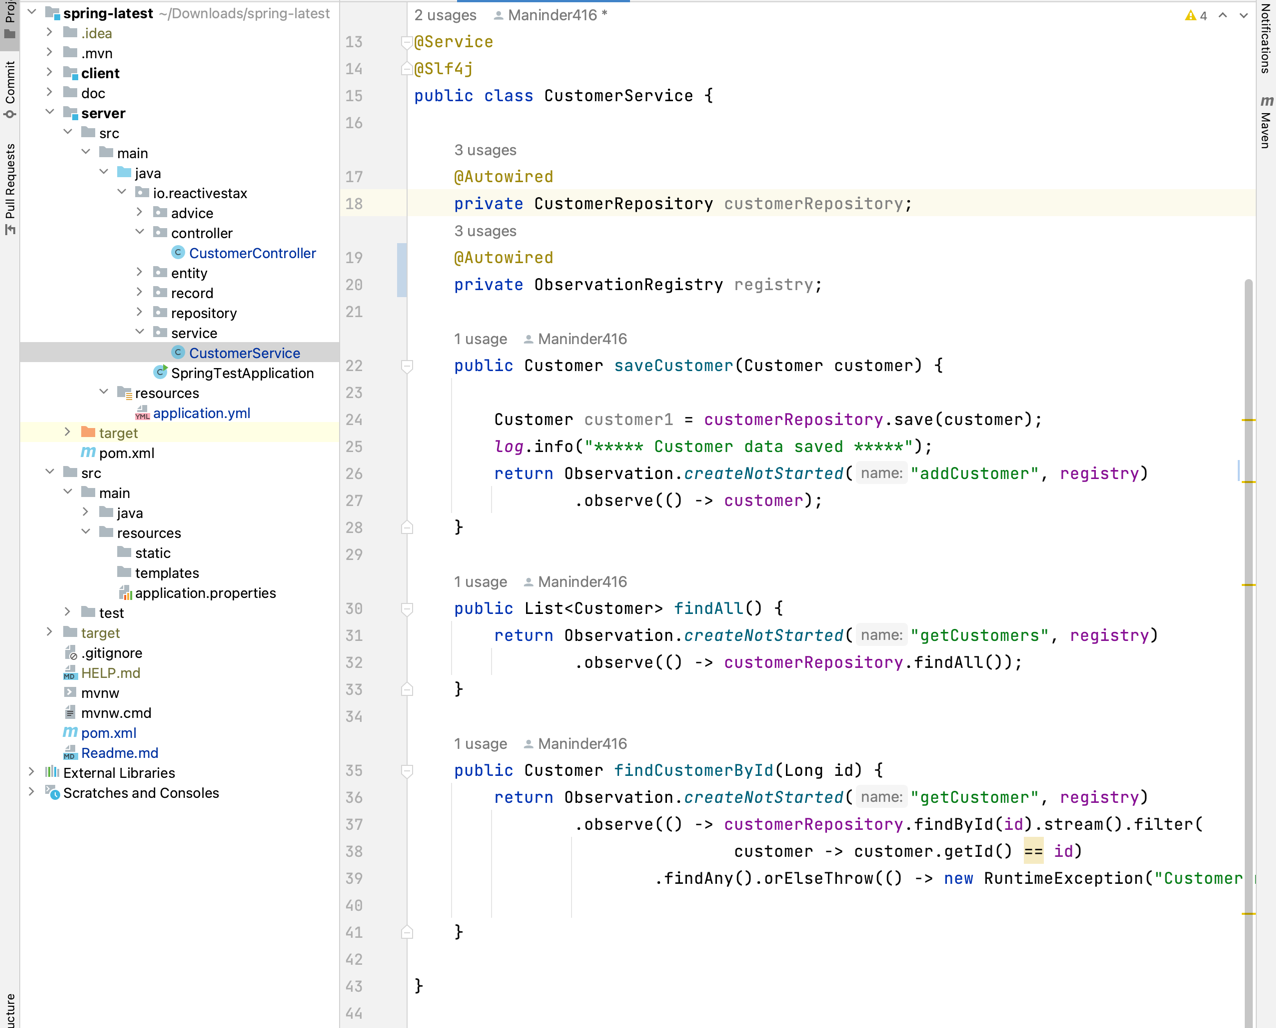 Proj
Commit
Pull Requests
ucture
spring-latest ~/Downloads/spring-latest
.idea
.mvn
client
doc
server
src
main
java
io.reactivestax
advice
controller
CustomerController
entity
record
repository
service
CustomerService
SpringTestApplication
resources
YML application.yml
target
m pom.xml
src
main
java
resources
static
templates
application.properties
test
target
.gitignore
MD HELP.md
mvnw
mvnw.cmd
m pom.xml
MD Readme.md
External Libraries
Scratches and Consoles
2 usages Maninder416 *
4
13 @Service
14 @Slf4j
15 public class CustomerService {
16
3 usages
17 @Autowired
18 private CustomerRepository customerRepository;
3 usages
19 @Autowired
20 private ObservationRegistry registry;
21
1 usage Maninder416
22 public Customer saveCustomer(Customer customer) {
23
24 Customer customer1 = customerRepository.save(customer);
25 log.info("***** Customer data saved *****");
26 return Observation.createNotStarted( name: "addCustomer", registry)
27 .observe(() -> customer);
28 }
29
1 usage Maninder416
30 public List<Customer> findAll() {
31 return Observation.createNotStarted( name: "getCustomers", registry)
32 .observe(() -> customerRepository.findAll());
33 }
34
1 usage Maninder416
35 public Customer findCustomerById(Long id) {
36 return Observation.createNotStarted( name: "getCustomer", registry)
37 .observe(() -> customerRepository.findById(id).stream().filter(
38 customer -> customer.getId() == id)
39 .findAny().orElseThrow(() -> new RuntimeException("Customer
40
41 }
42
43 }
44
Notifications
m Maven